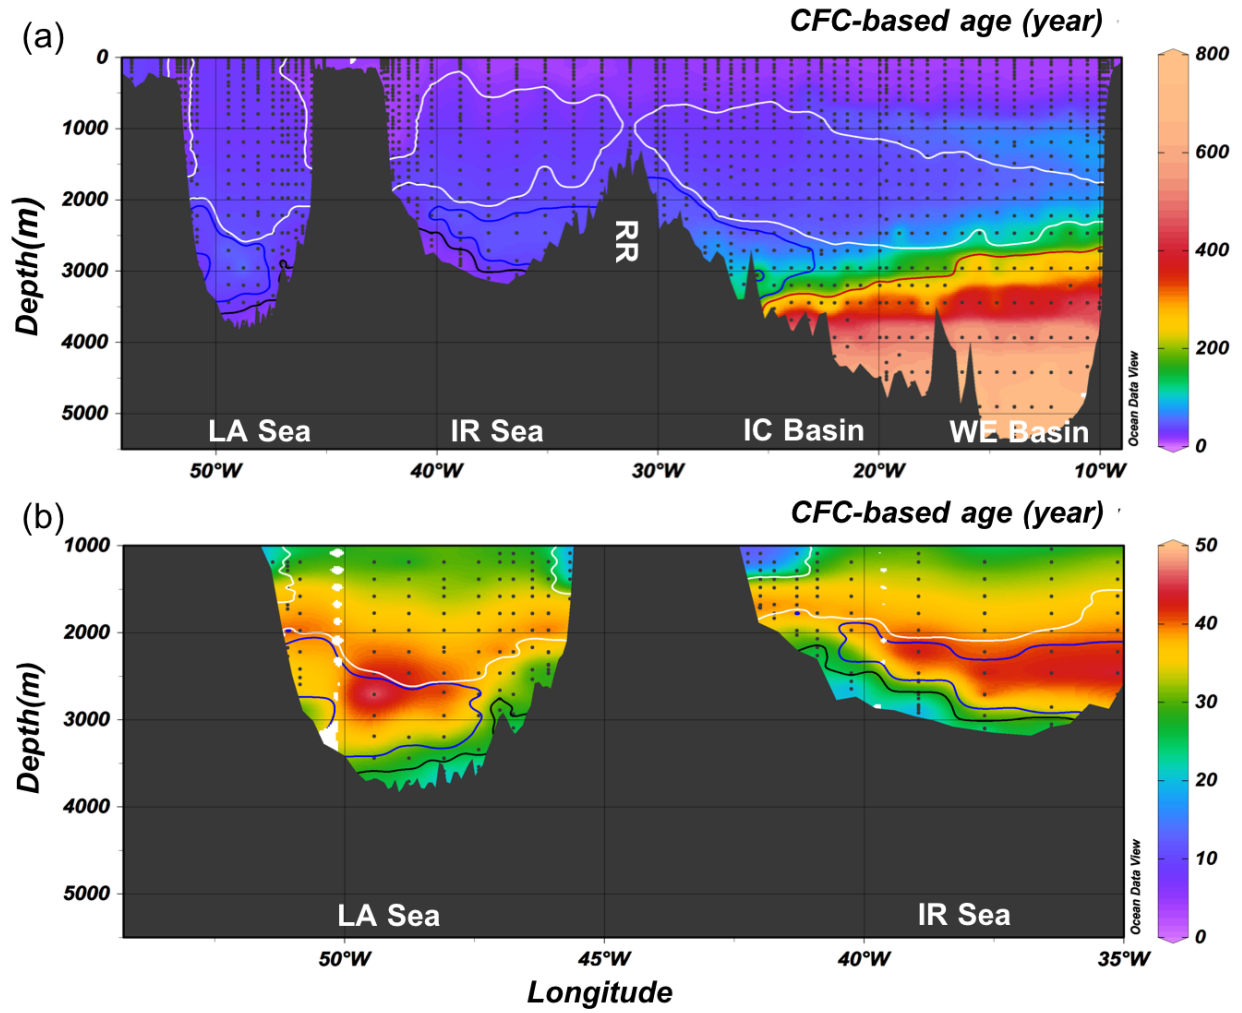 (a)
CFC-based age (year)
0
1000
2000
3000
4000
5000
Depth(m)
RR
LA Sea
IR Sea
IC Basin
WE Basin
Ocean Data View
50°W
40°W
30°W
20°W
10°W
800
600
400
200
0
(b)
CFC-based age (year)
1000
2000
3000
4000
5000
Depth(m)
LA Sea
IR Sea
Ocean Data View
50°W
45°W
40°W
35°W
50
40
30
20
10
0
Longitude